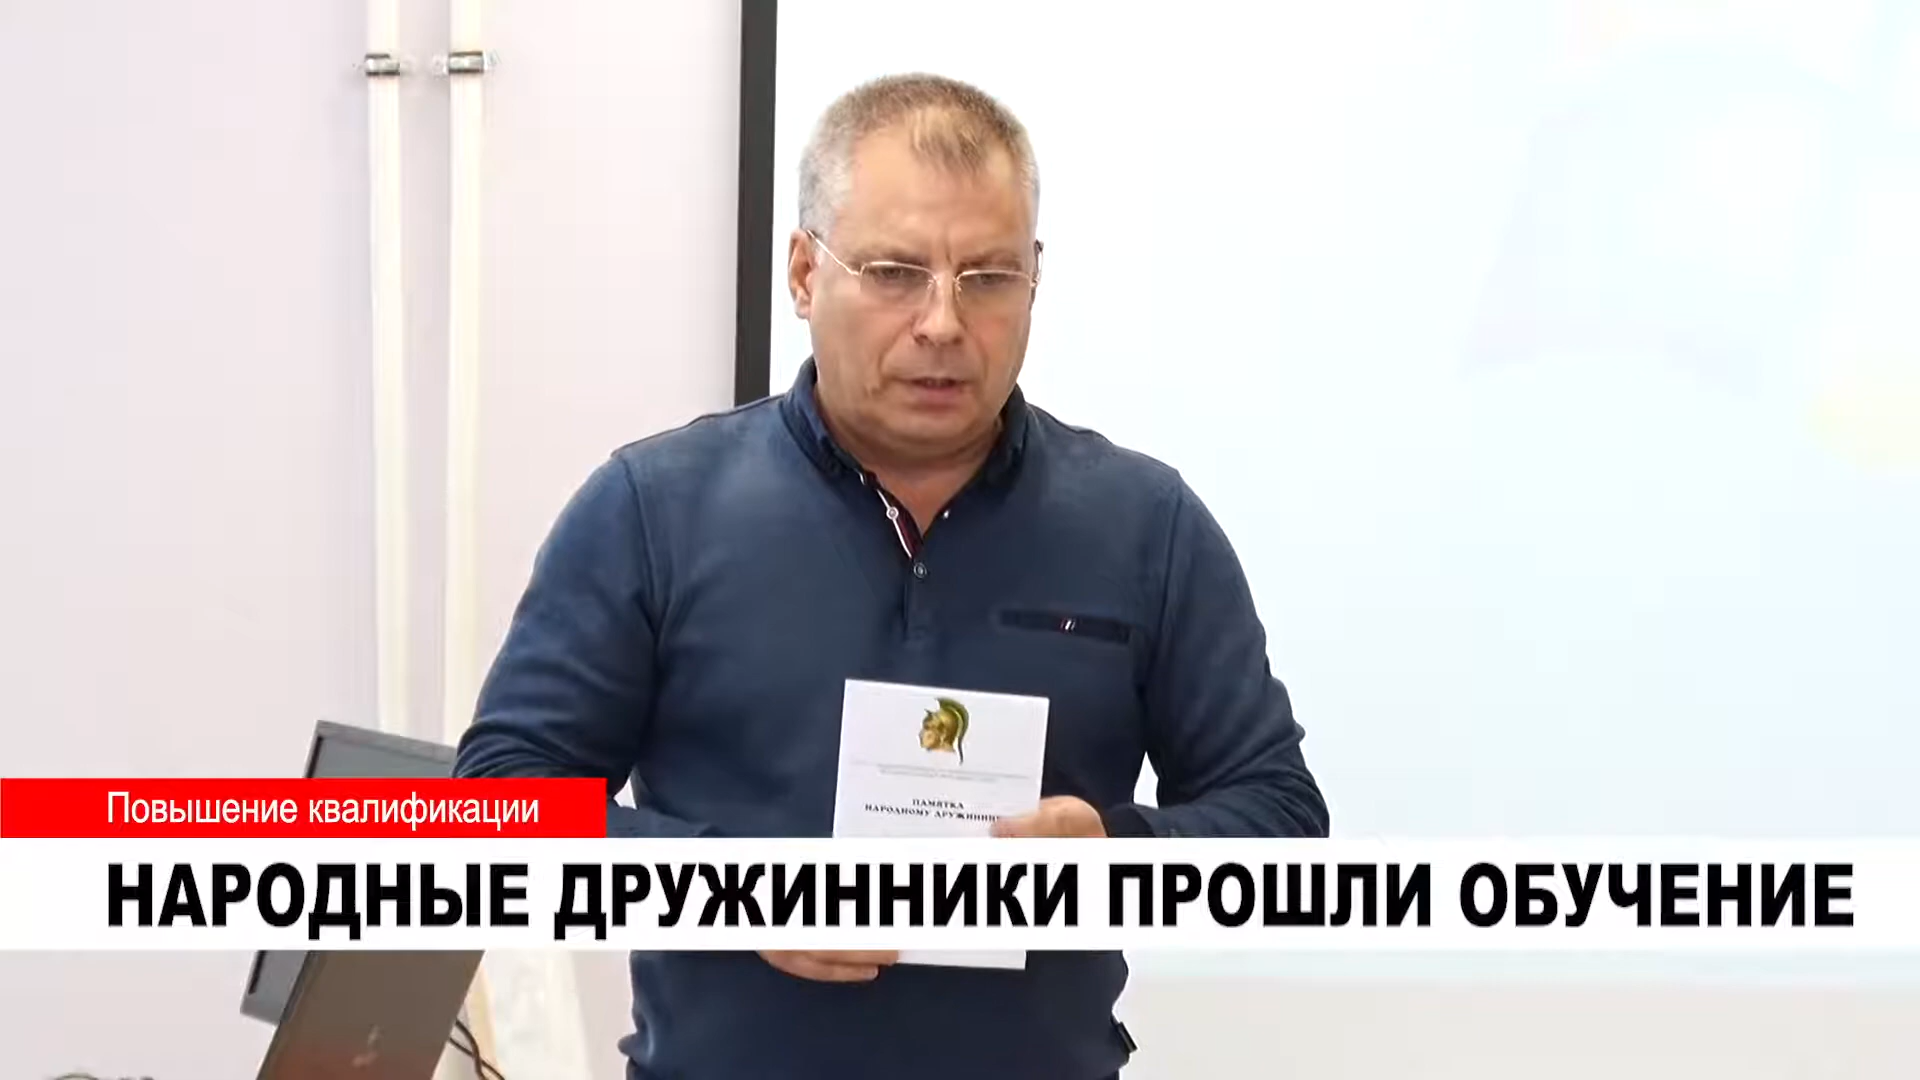 ПАМЯТКА
НАРОДНОМУ
Повышение квалификации
НАРОДНЫЕ ДРУЖИННИКИ ПРОШЛИ ОБУЧЕНИЕ